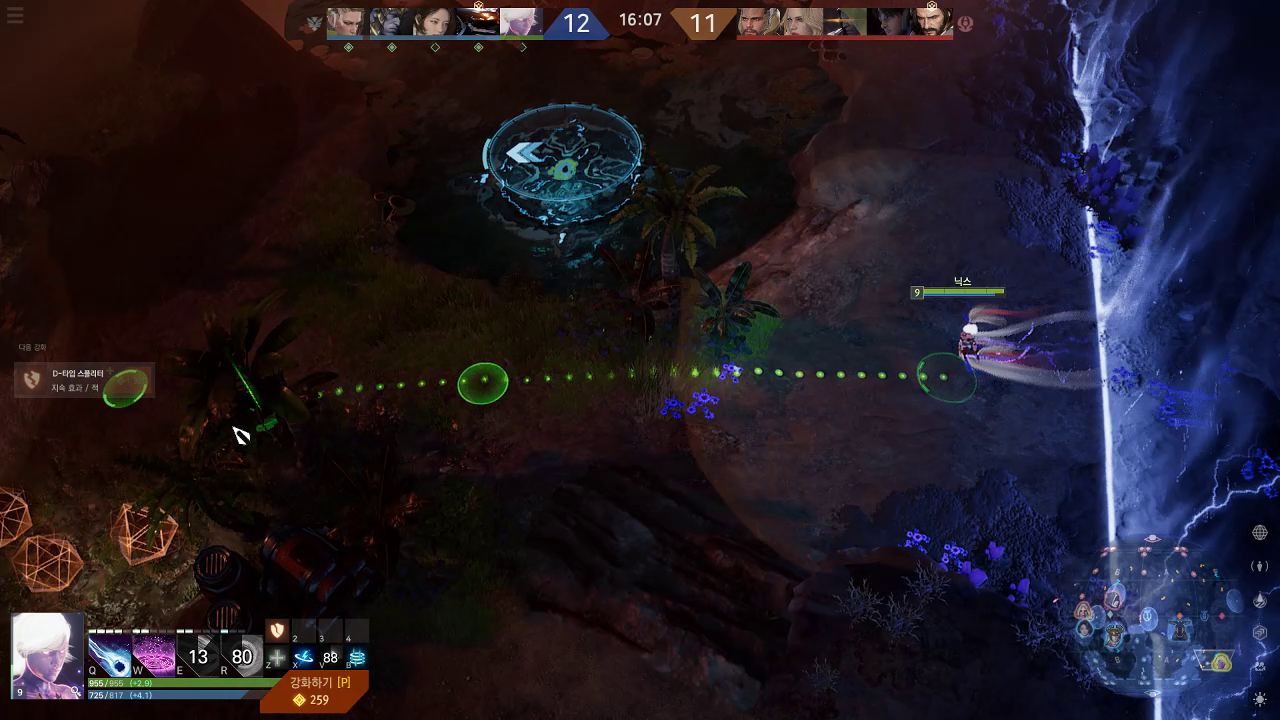 12
16:07
11
닉스
9
다음 강화
D-타입 스플리터
지속 효과 / 적
2
3
4
Q
W
E
13
R
80
Z
X
V
88
B
9
955/955 (+2.9)
725/817 (+4.1)
강화하기 [P]
259